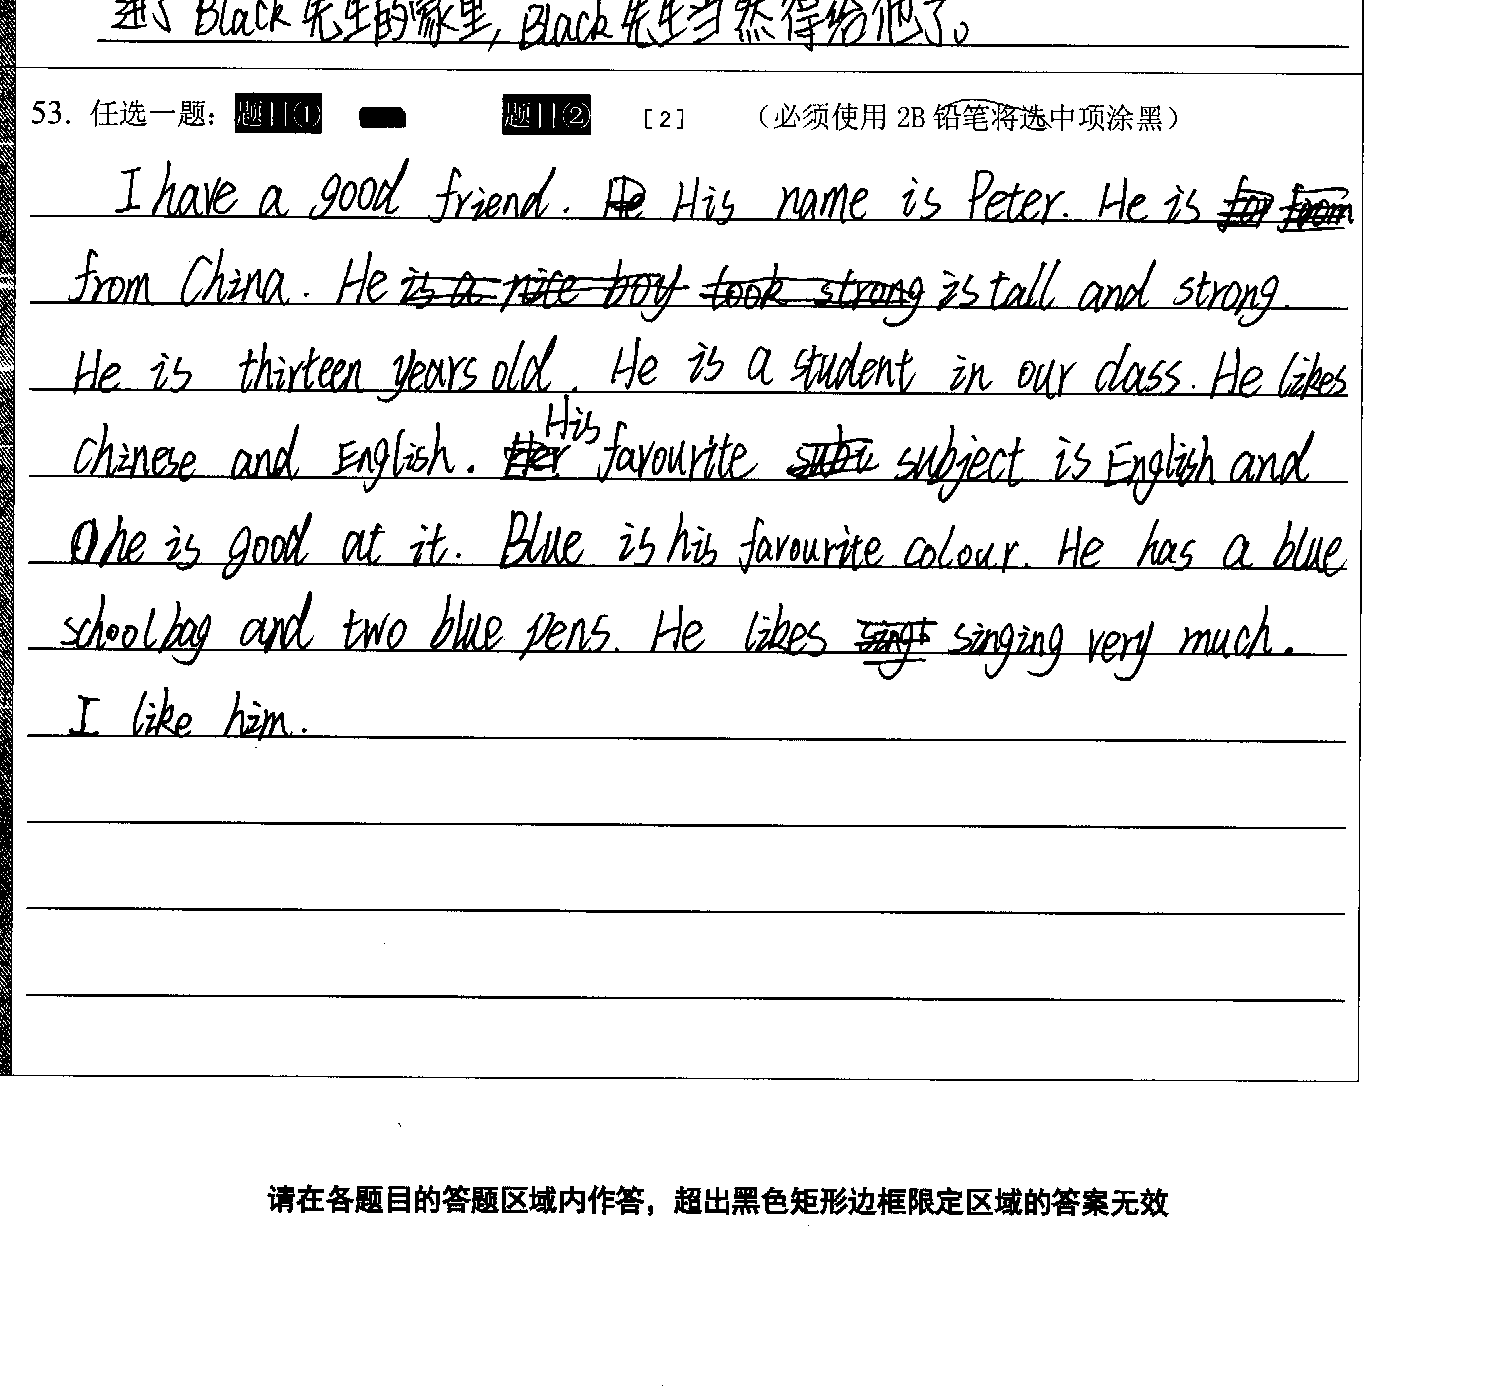 进了Black先生的家里,Black先生当然得给他了。
53. 任选一题: 题目① 题目② [2] (必须使用 2B 铅笔将选中项涂黑)
I have a good friend. He His name is Peter. He is for from
from China. He is a nice boy took strong is tall and strong.
He is thirteen years old. He is a student in our class. He likes
Chinese and English. Her His favourite subj subject is English and
he is good at it. Blue is his favourite colour. He has a blue
schoolbag and two blue pens. He likes sing singing very much.
I like him.
请在各题目的答题区域内作答,超出黑色矩形边框限定区域的答案无效